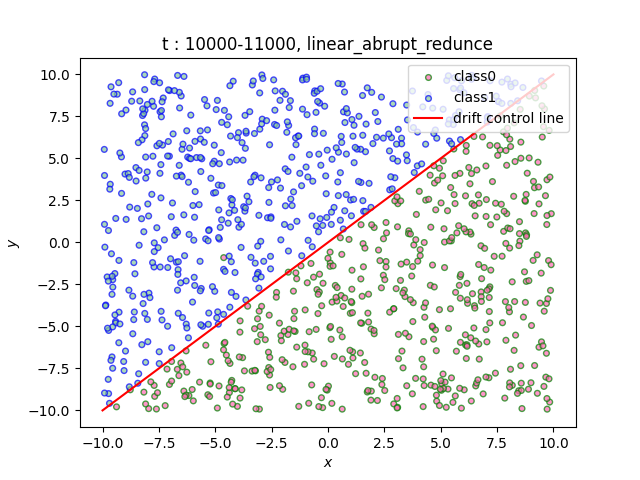 t : 10000-11000, linear_abrupt_redunce
class0
class1
drift control line
10.0
7.5
5.0
2.5
0.0
−2.5
−5.0
−7.5
−10.0
y
−10.0 −7.5 −5.0 −2.5 0.0 2.5 5.0 7.5 10.0
x